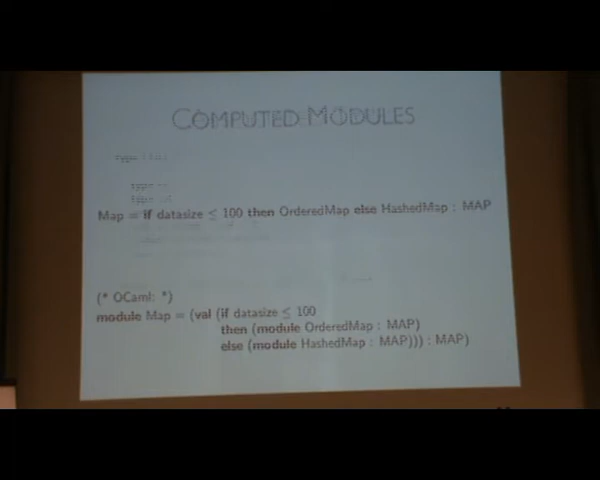 COMPUTED MODULES
Map = if datasize ≤ 100 then OrderedMap else HashedMap : MAP
(* OCaml: *)
module Map = (val (if datasize ≤ 100
then (module OrderedMap : MAP)
else (module HashedMap : MAP))) : MAP)